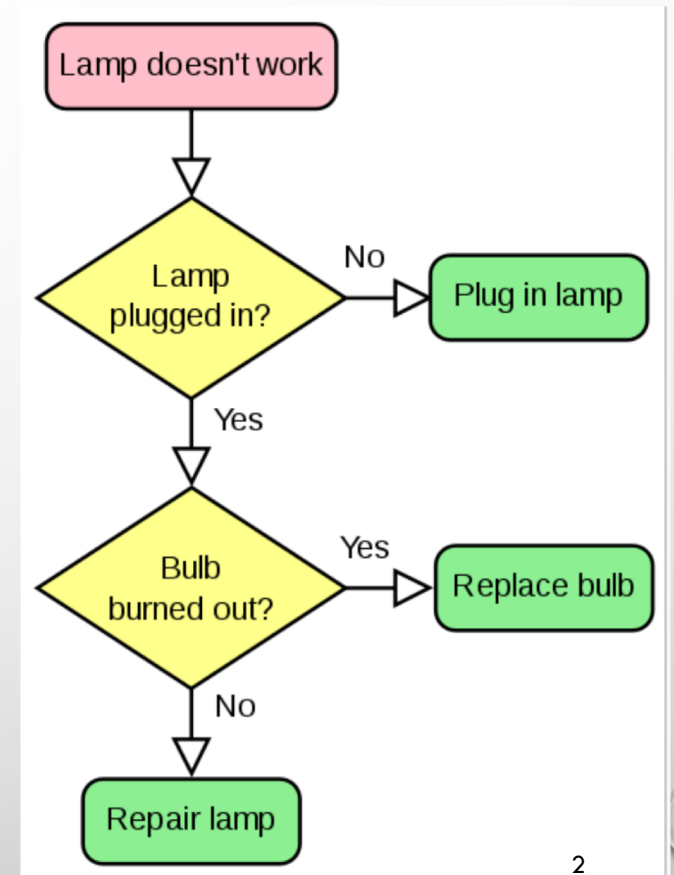 Lamp doesn't work
Lamp
plugged in?
No
Plug in lamp
Yes
Bulb
burned out?
Yes
Replace bulb
No
Repair lamp
2